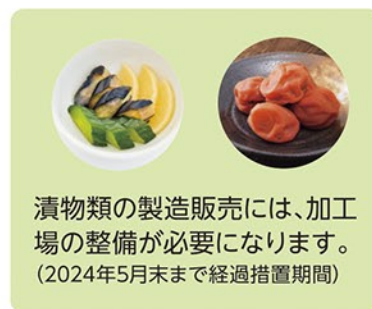 漬物類の製造販売には、加工
場の整備が必要になります。
(2024年5月末まで経過措置期間)